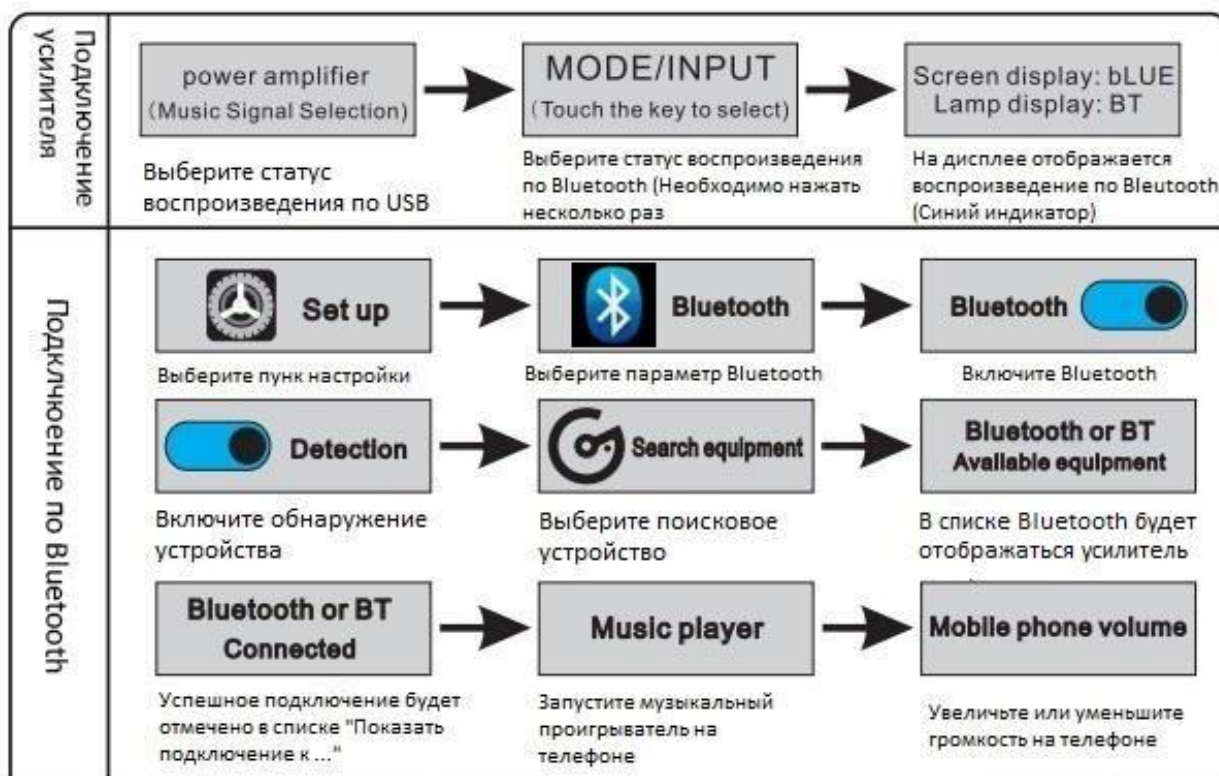 Подключение
усилителя
power amplifier
(Music Signal Selection)
Выберите статус
воспроизведения по USB
MODE/INPUT
(Touch the key to select)
Выберите статус воспроизведения
по Bluetooth (Необходимо нажать
несколько раз
Screen display: bLUE
Lamp display: BT
На дисплее отображается
воспроизведение по Bleutooth
(Синий индикатор)
Подклчюение по Bluetooth
Set up
Выберите пунк настройки
Bluetooth
Выберите параметр Bluetooth
Bluetooth
Включите Bluetooth
Detection
Включите обнаружение
устройства
Search equipment
Выберите поисковое
устройство
Bluetooth or BT
Available equipment
В списке Bluetooth будет
отображаться усилитель
Bluetooth or BT
Connected
Успешное подключение будет
отмечено в списке "Показать
подключение к ..."
Music player
Запустите музыкальный
проигрыватель на
телефоне
Mobile phone volume
Увеличьте или уменьшите
громкость на телефоне